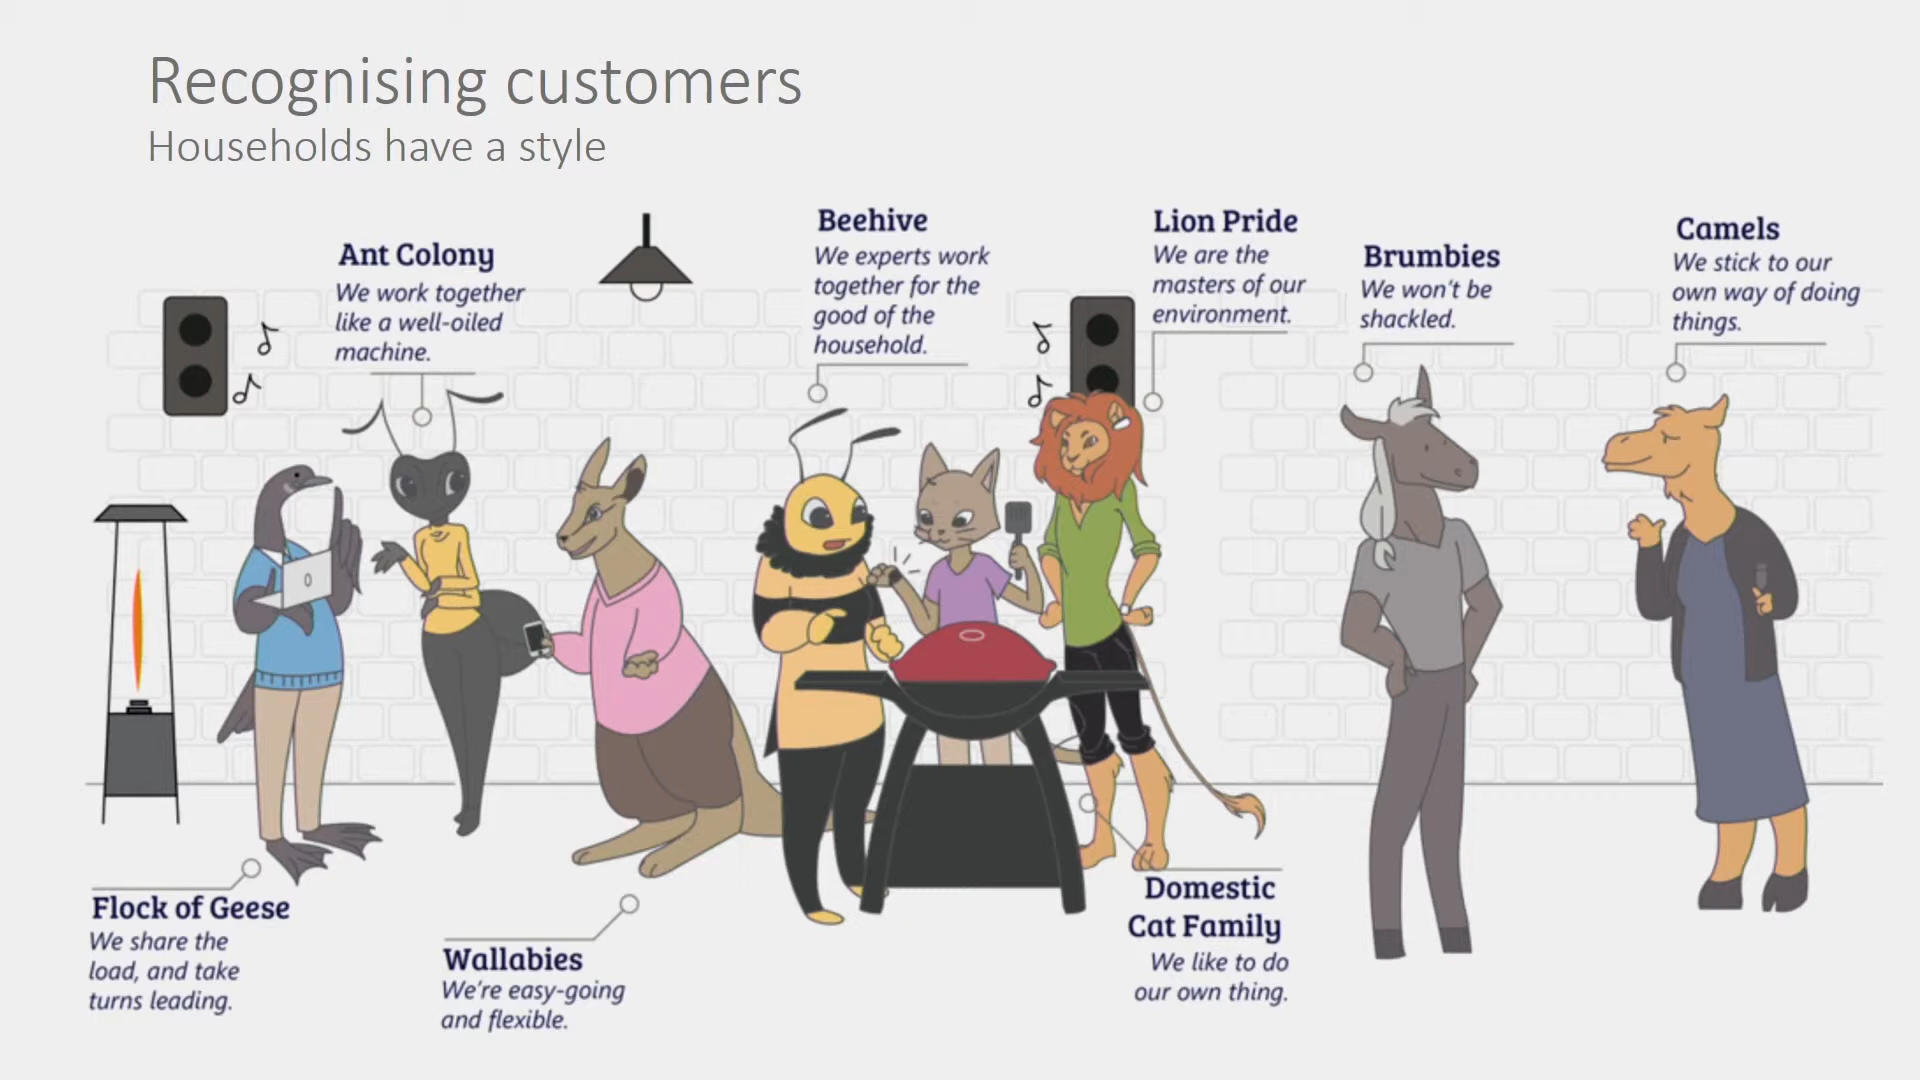 Recognising customers
Households have a style
Ant Colony
We work together
like a well-oiled
machine.
Beehive
We experts work
together for the
good of the
household.
Lion Pride
We are the
masters of our
environment.
Brumbies
We won't be
shackled.
Camels
We stick to our
own way of doing
things.
Flock of Geese
We share the
load, and take
turns leading.
Wallabies
We're easy-going
and flexible.
Domestic
Cat Family
We like to do
our own thing.